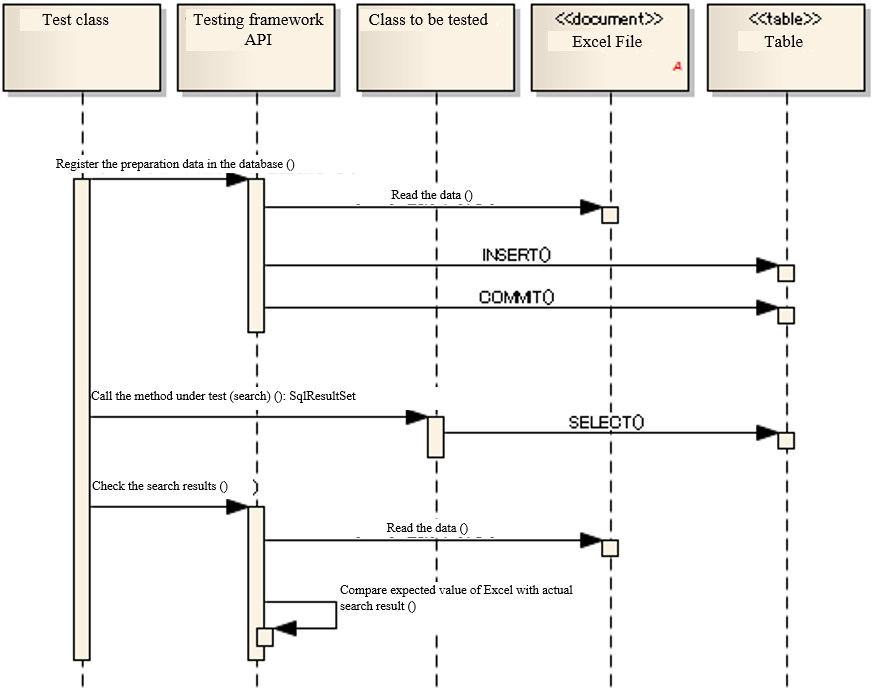 Test class
Testing framework
API
Class to be tested
<<document>>
Excel File
A
<<table>>
Table
Register the preparation data in the database ()
Read the data ()
INSERT()
COMMIT()
Call the method under test (search) (): SqlResultSet
SELECT()
Check the search results ()
)
Read the data ()
Compare expected value of Excel with actual
search result ()